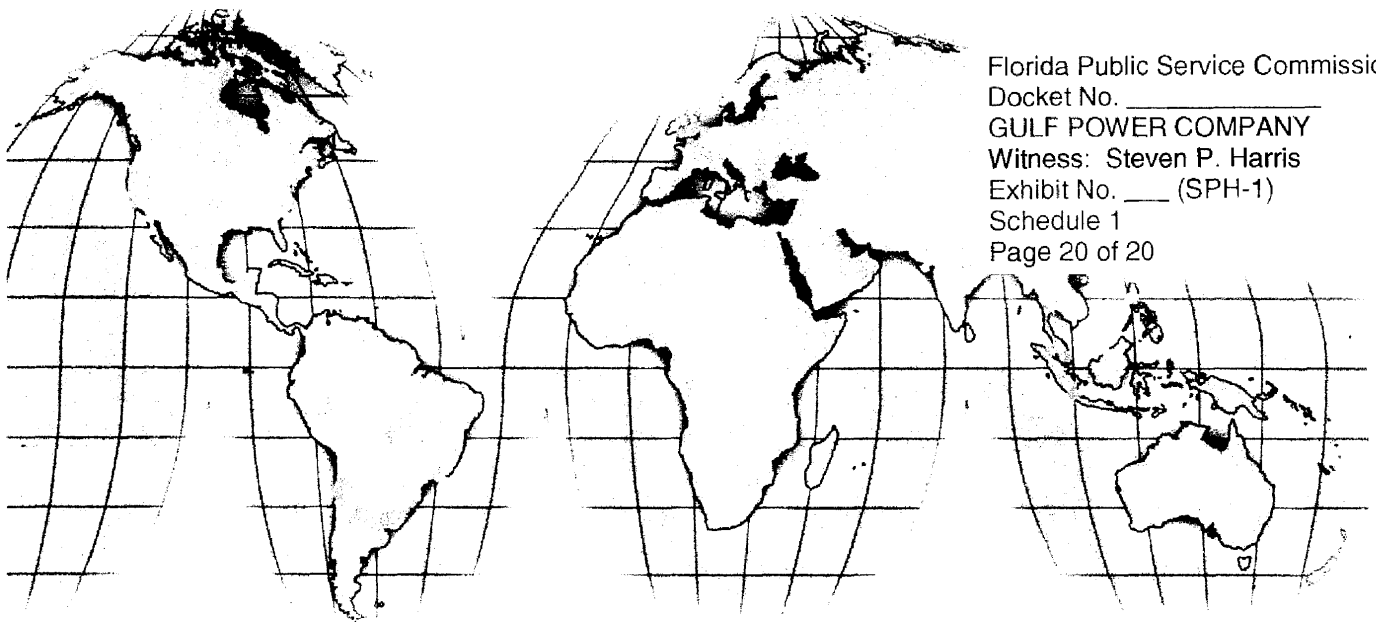 Florida Public Service Commissio
Docket No. _______________
GULF POWER COMPANY
Witness: Steven P. Harris
Exhibit No. ___ (SPH-1)
Schedule 1
Page 20 of 20